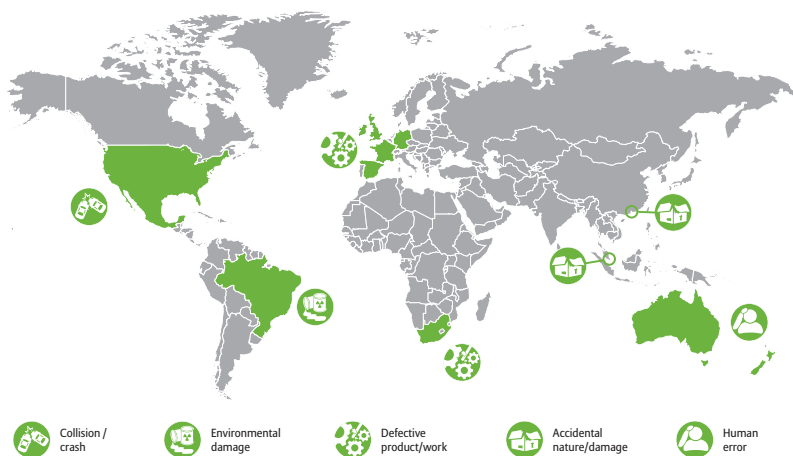 Collision /
crash
Environmental
damage
Defective
product/work
Accidental
nature/damage
Human
error